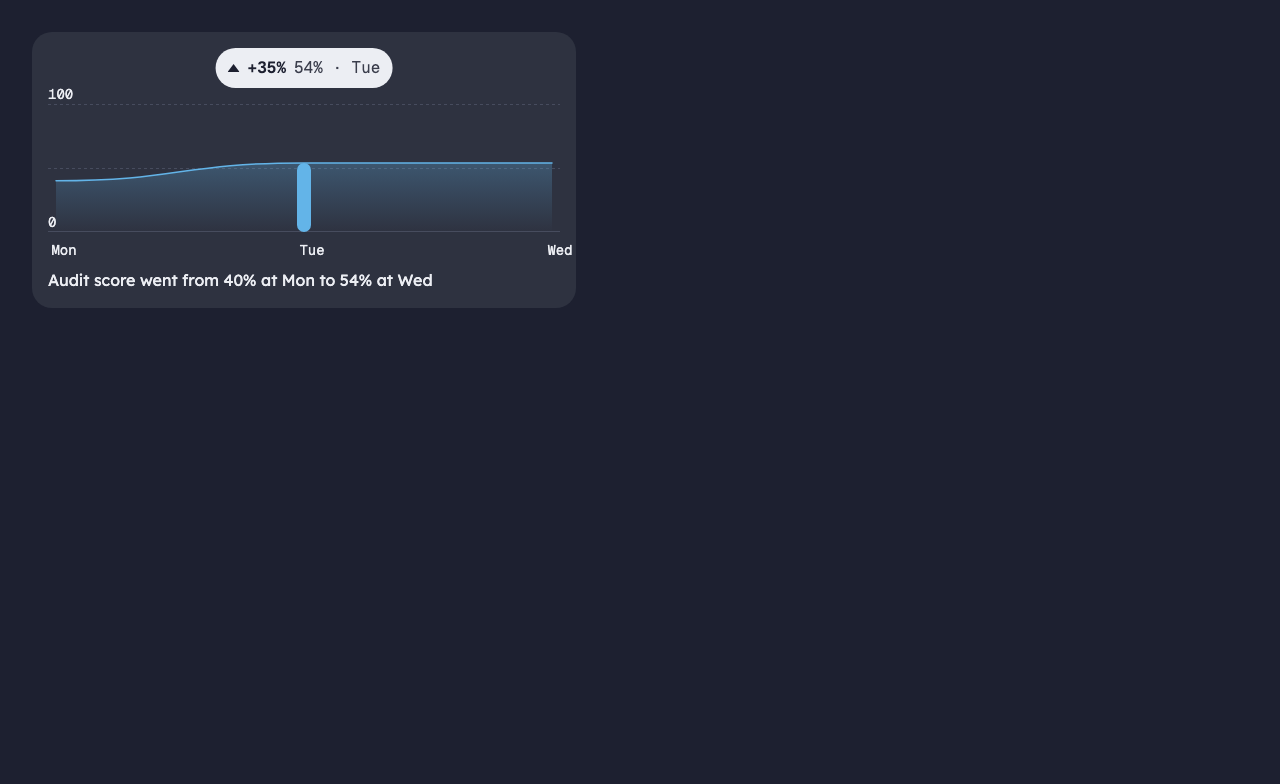 ▲ +35% 54% · Tue
100
0
Mon Tue Wed
Audit score went from 40% at Mon to 54% at Wed